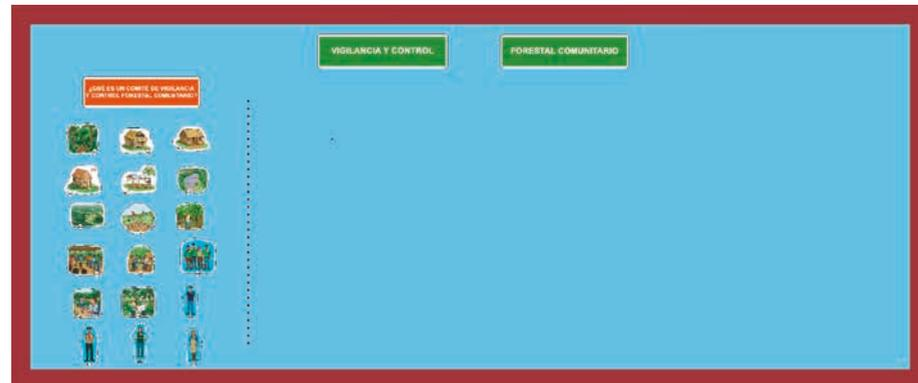 VIGILANCIA Y CONTROL
FORESTAL COMUNITARIO
¿QUÉ ES UN COMITÉ DE VIGILANCIA
Y CONTROL FORESTAL COMUNITARIO?